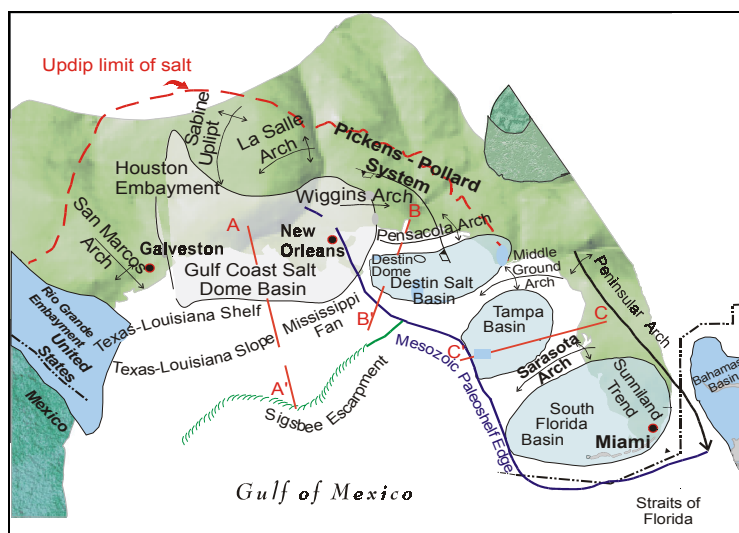 Updip limit of salt
Sabine
Uplipt
La Salle
Arch
Pickens - Pollard
System
Houston
Embayment
Wiggins Arch
B
San Marcos
Arch
A
New
Orleans
Pensacola Arch
Galveston
Destin
Dome
Middle
Ground
Arch
Gulf Coast Salt
Dome Basin
Destin Salt
Basin
Peninsular Arch
Rio Grande
Embayment
United
States
Texas-Louisiana Shelf
Mississippi
Fan
B'
Tampa
Basin
C
Texas-Louisiana Slope
C'
Mesozoic Paleoshelf Edge
Sarasota
Arch
Sunniland
Trend
Bahamas
Basin
A'
Mexico
Sigsbee Escarpment
South
Florida
Basin
Miami
Gulf of Mexico
Straits of
Florida